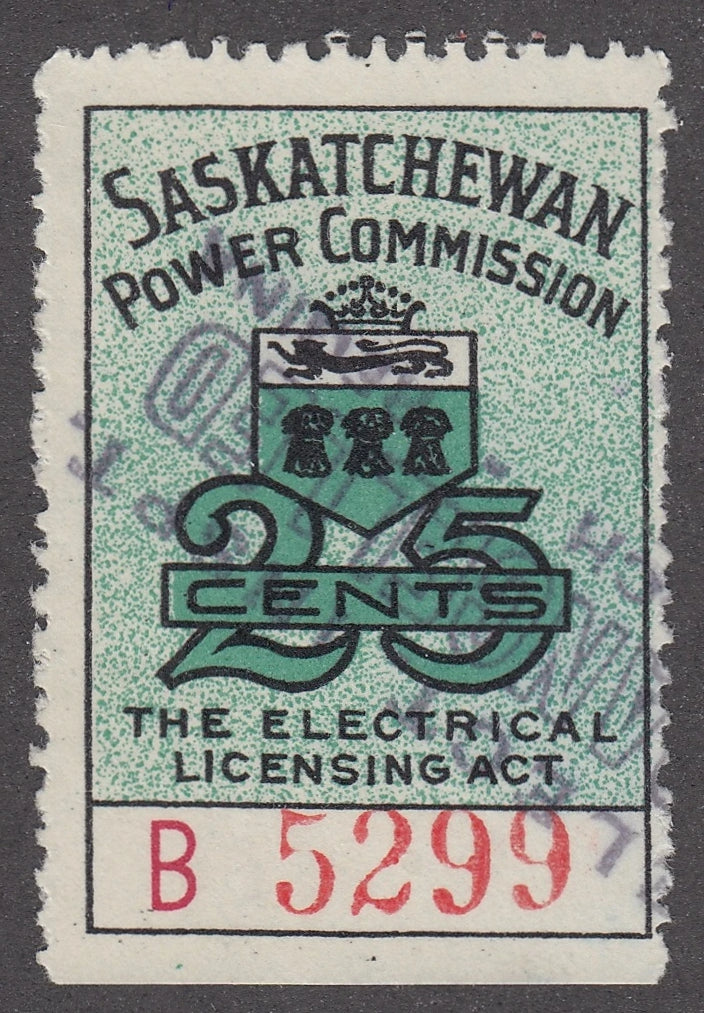 SASKATCHEWAN
POWER COMMISSION
25
CENTS
THE ELECTRICAL
LICENSING ACT
B 5299